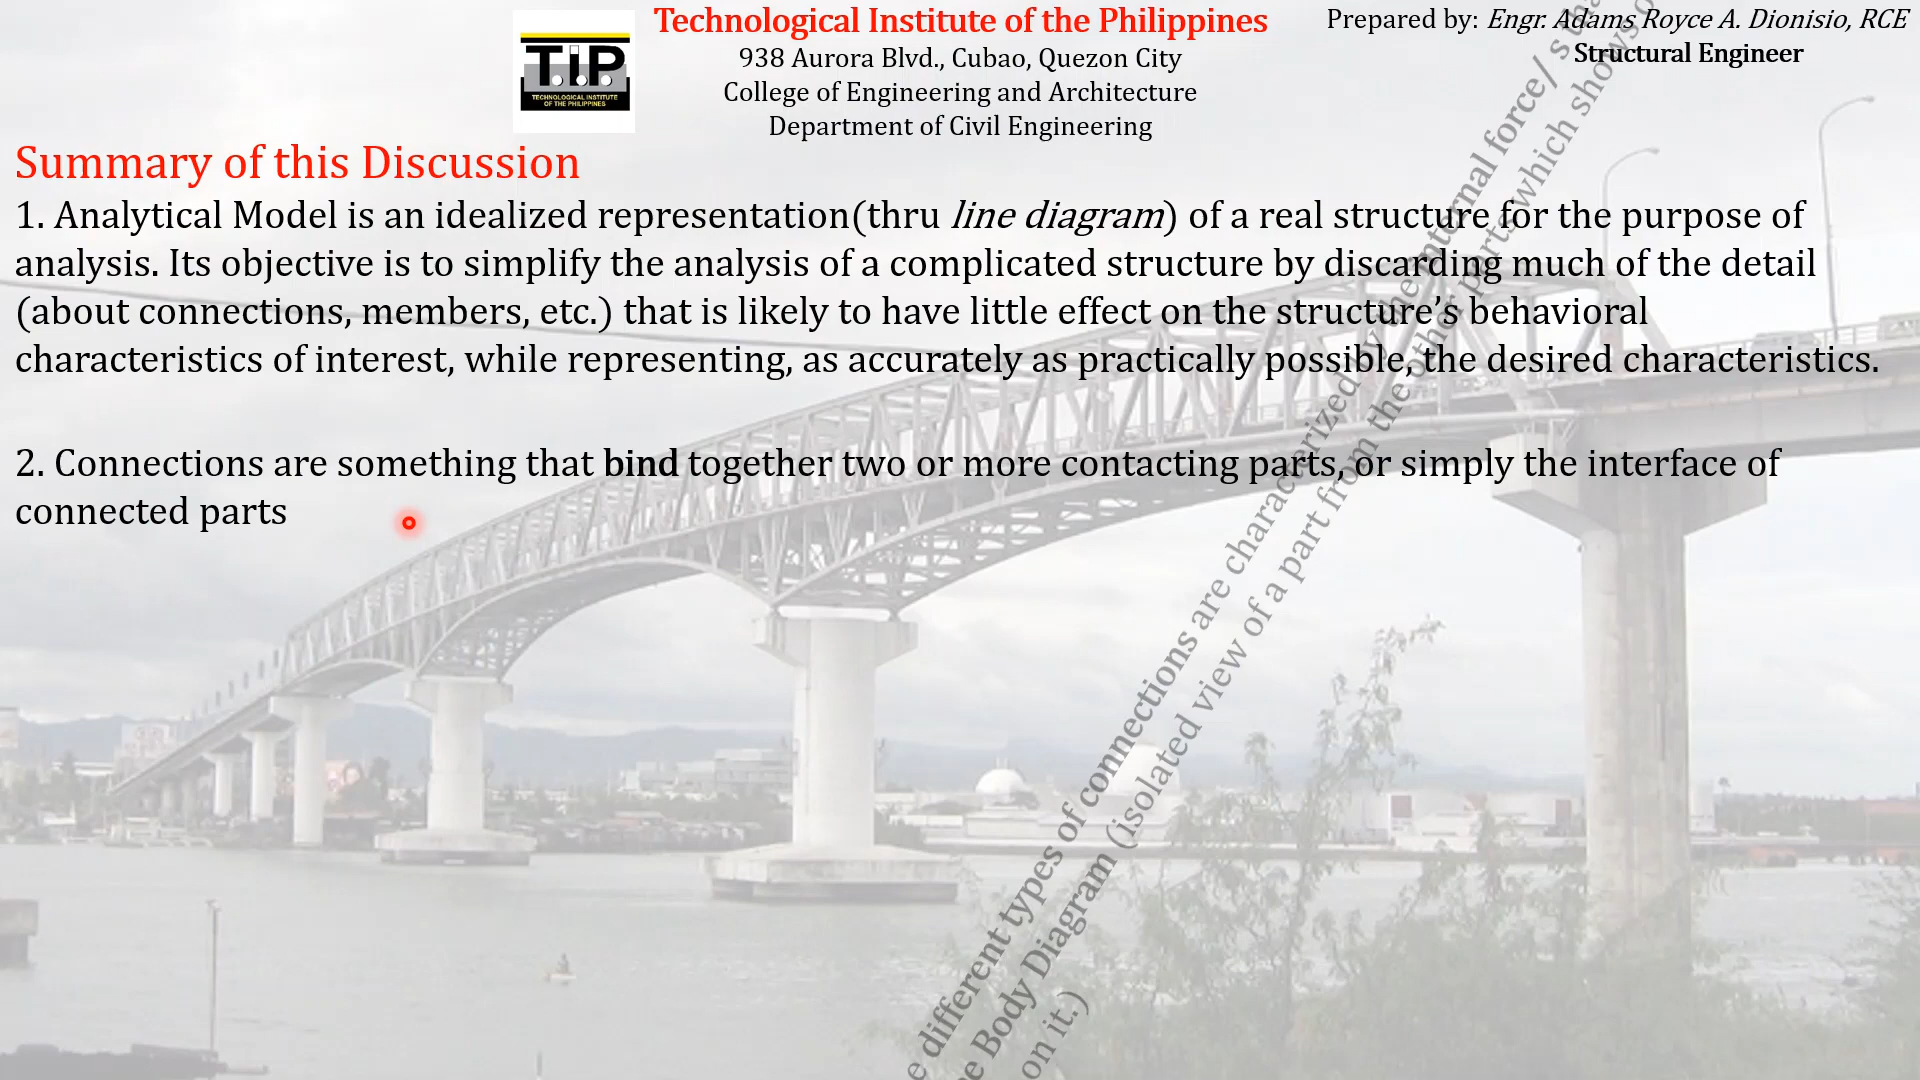 Technological Institute of the Philippines
938 Aurora Blvd., Cubao, Quezon City
College of Engineering and Architecture
Department of Civil Engineering
Prepared by: Engr. Adams Royce A. Dionisio, RCE
Structural Engineer
T.I.P
TECHNOLOGICAL INSTITUTE
OF THE PHILIPPINES
Summary of this Discussion
1. Analytical Model is an idealized representation(thru line diagram) of a real structure for the purpose of
analysis. Its objective is to simplify the analysis of a complicated structure by discarding much of the detail
(about connections, members, etc.) that is likely to have little effect on the structure’s behavioral
characteristics of interest, while representing, as accurately as practically possible, the desired characteristics.
2. Connections are something that bind together two or more contacting parts, or simply the interface of
connected parts
different types of connections are characterized by the internal force/
Body Diagram (isolated view of a part from the other parts which shows
on it.)